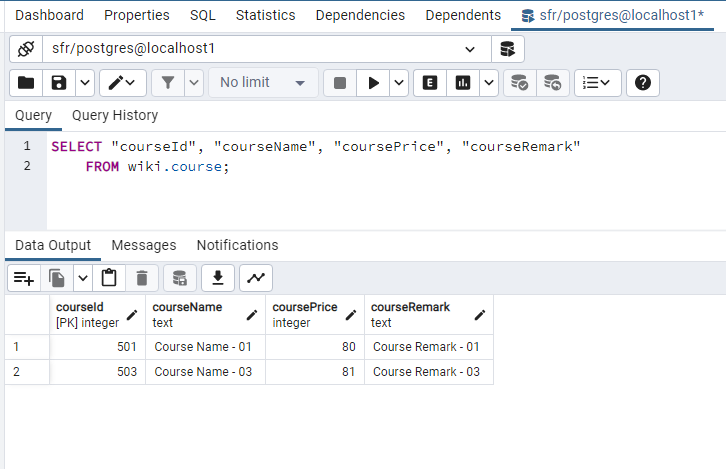 Dashboard Properties SQL Statistics Dependencies Dependents sfr/postgres@localhost1*
sfr/postgres@localhost1
No limit E
Query Query History
1 SELECT "courseId", "courseName", "coursePrice", "courseRemark"
2 FROM wiki.course;
Data Output Messages Notifications
courseId courseName coursePrice courseRemark
[PK] integer text integer text
1 501 Course Name - 01 80 Course Remark - 01
2 503 Course Name - 03 81 Course Remark - 03